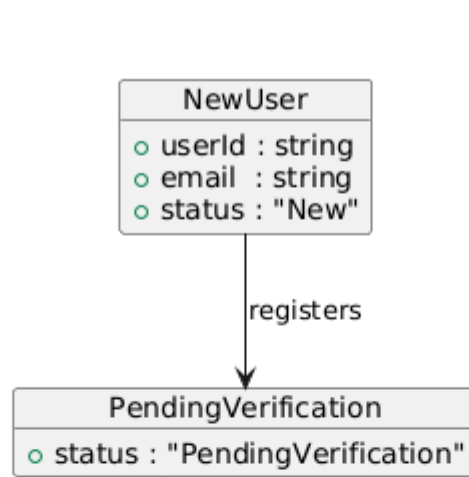 NewUser
userId : string
email : string
status : "New"
registers
PendingVerification
status : "PendingVerification"